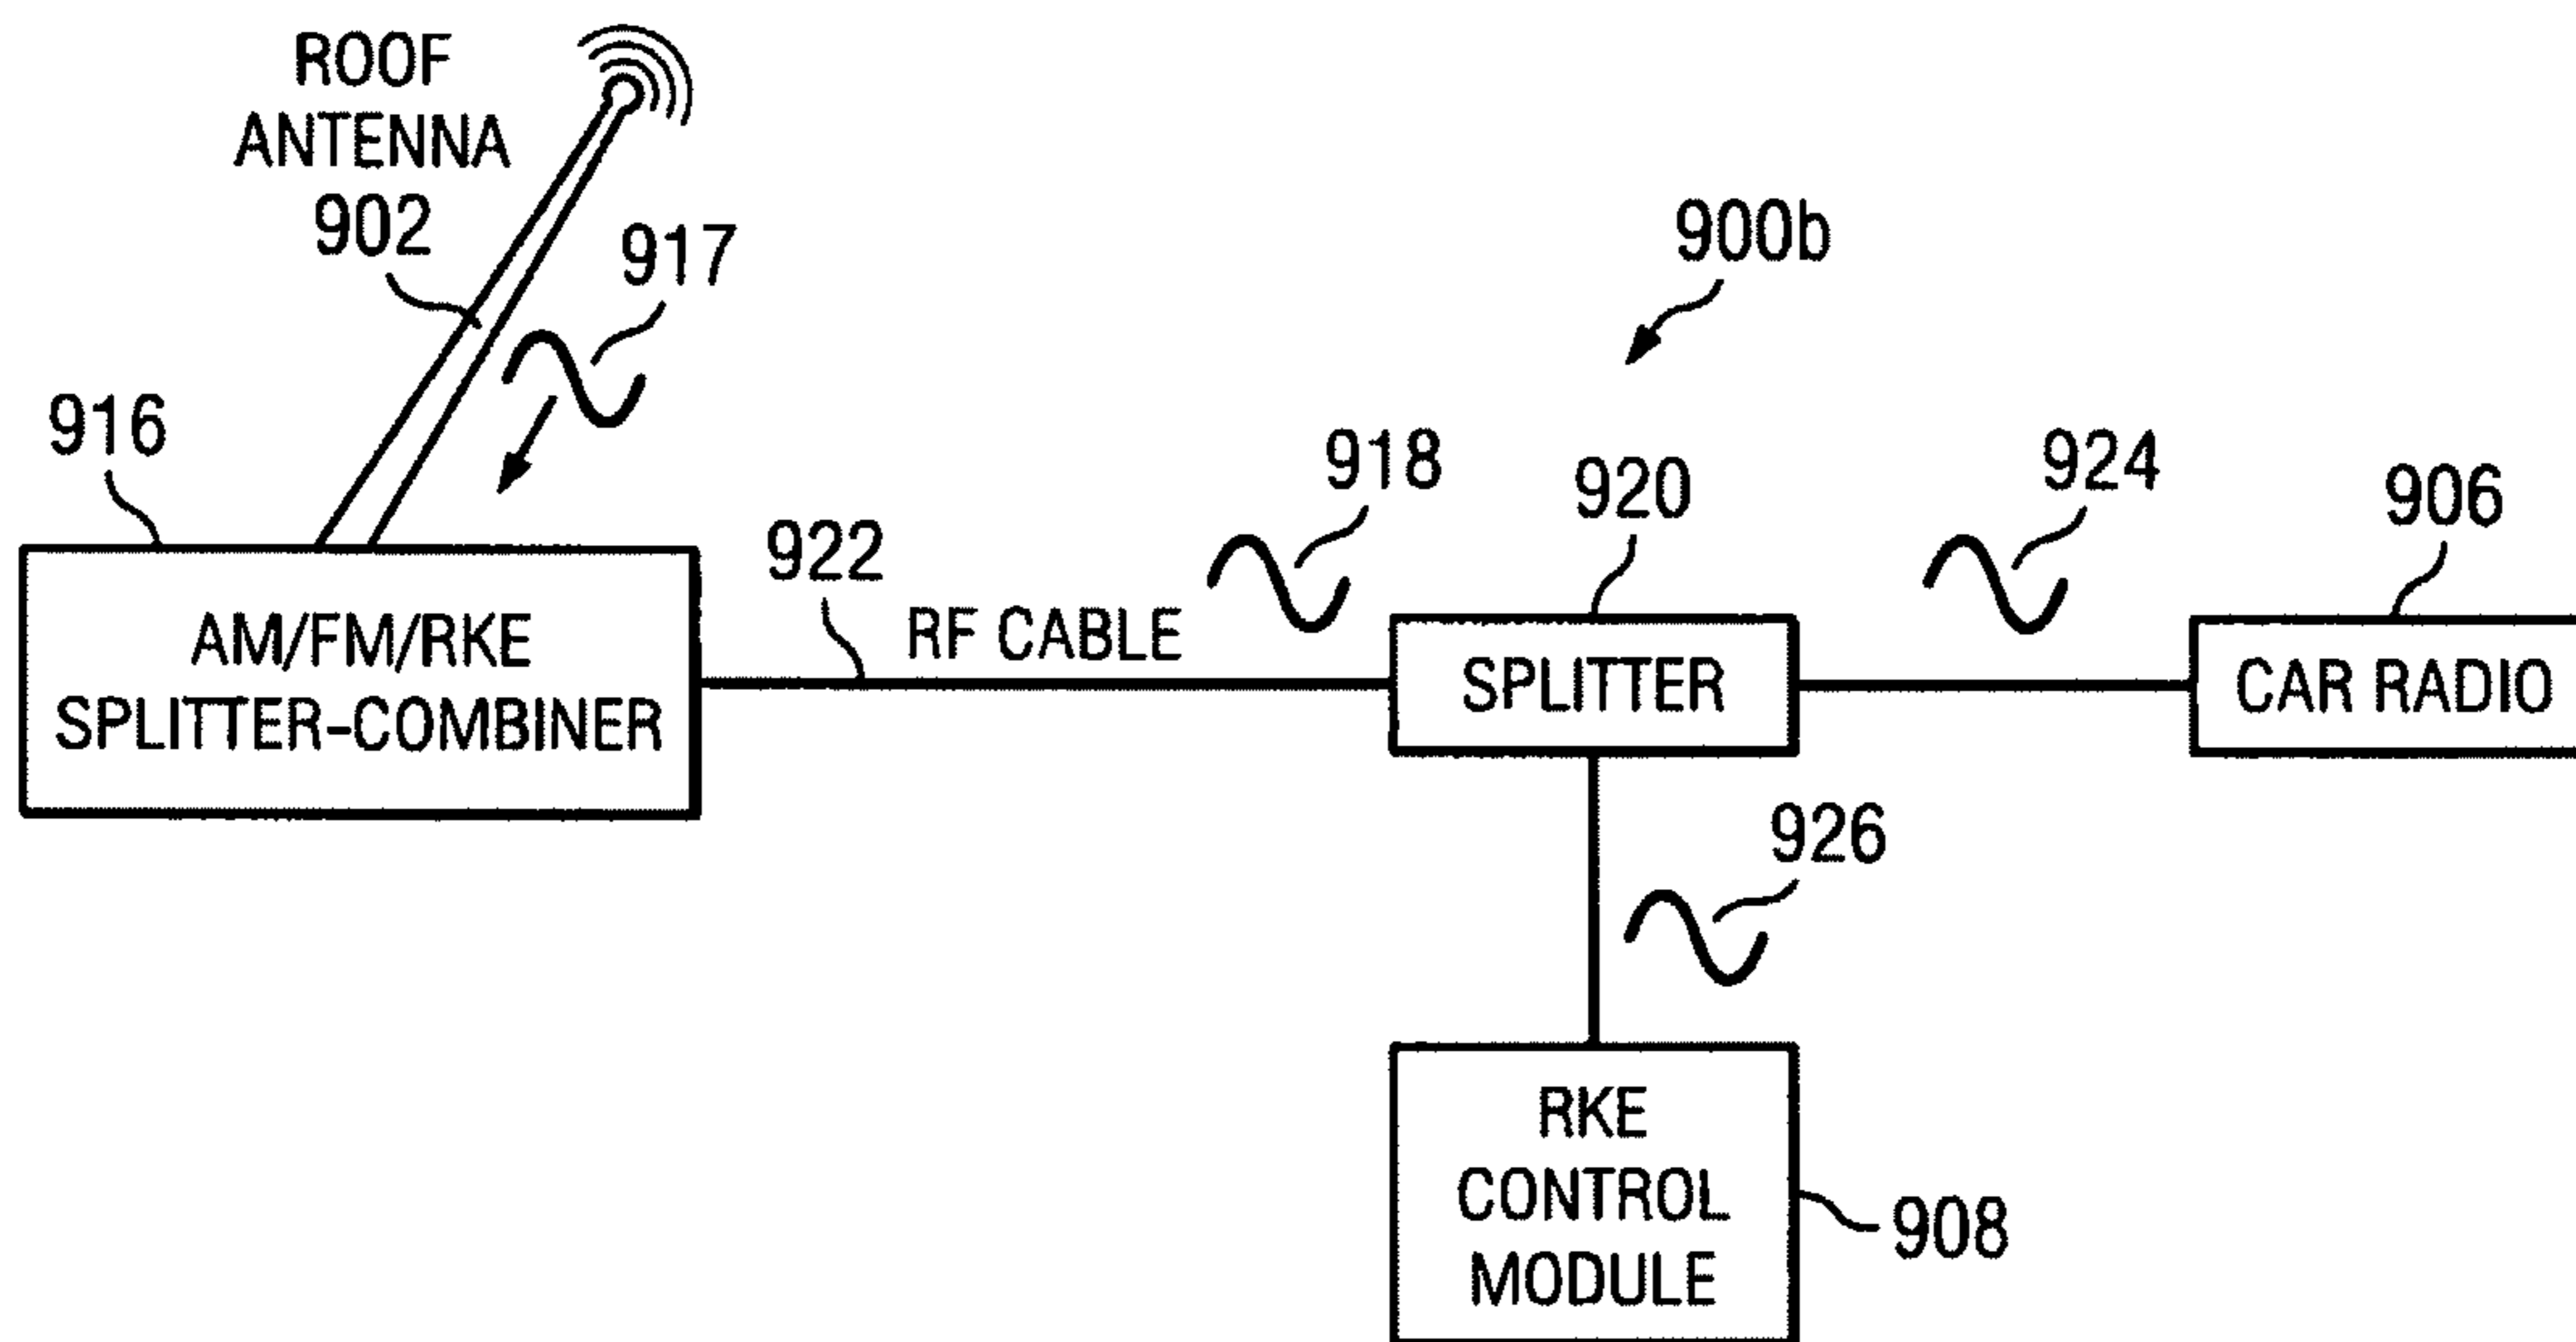 ROOF
ANTENNA
902
917
900b
916
918
920
924
906
922
RF CABLE
AM/FM/RKE
SPLITTER-COMBINER
SPLITTER
CAR RADIO
926
RKE
CONTROL
MODULE
908